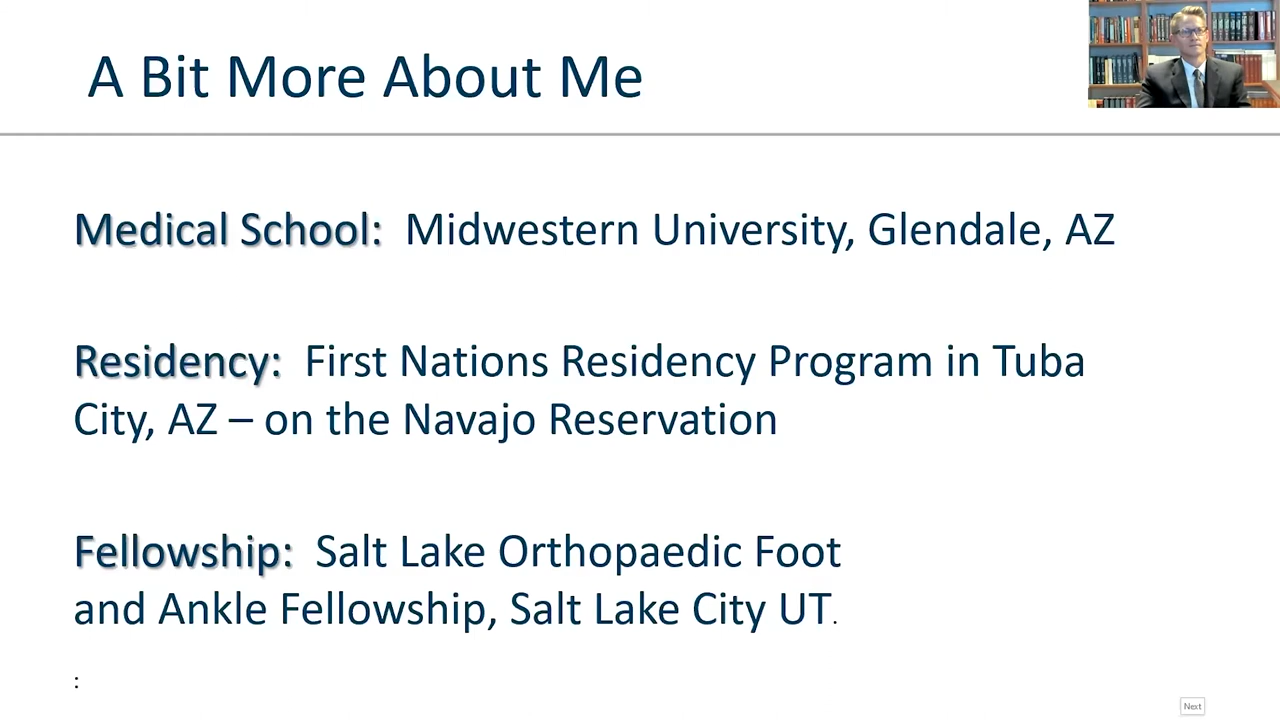 A Bit More About Me
Medical School: Midwestern University, Glendale, AZ
Residency: First Nations Residency Program in Tuba
City, AZ – on the Navajo Reservation
Fellowship: Salt Lake Orthopaedic Foot
and Ankle Fellowship, Salt Lake City UT.
:
Next